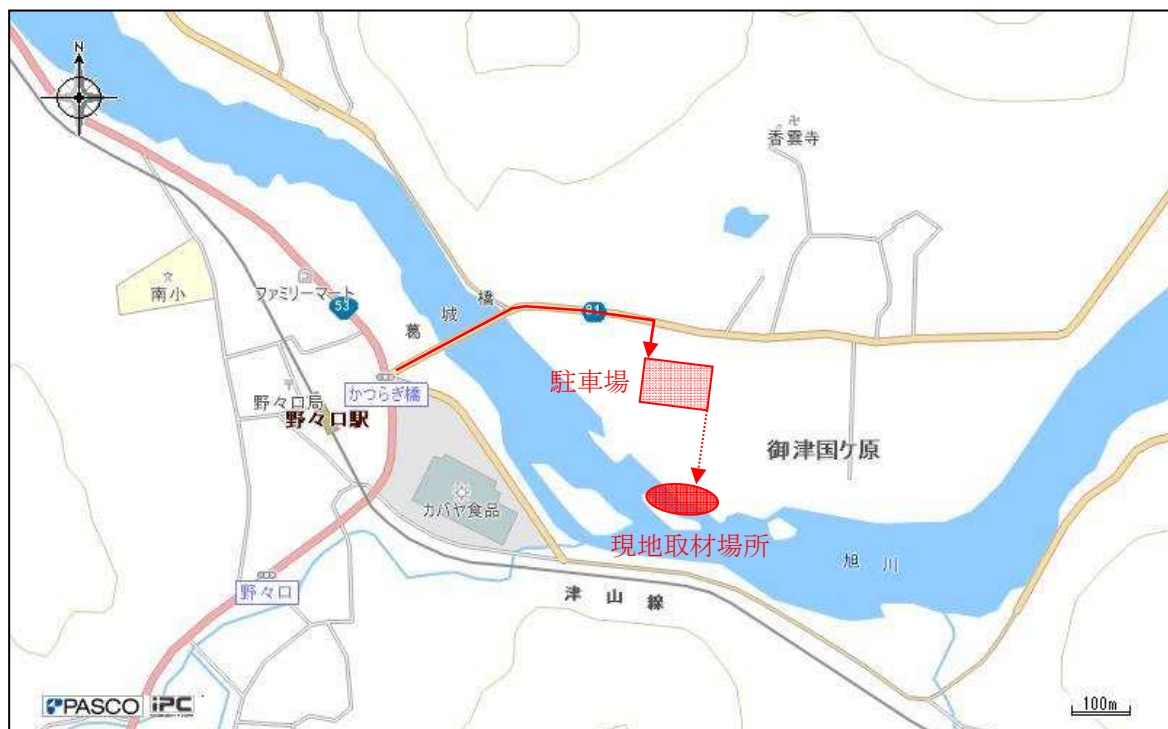 N
卍
香雲寺
文
南小
ファミリーマート
53
葛城橋
かつらぎ橋
野々口局
野々口駅
駐車場
御津国ケ原
カバヤ食品
現地取材場所
旭川
野々口
津山線
PASCO iPC
100m